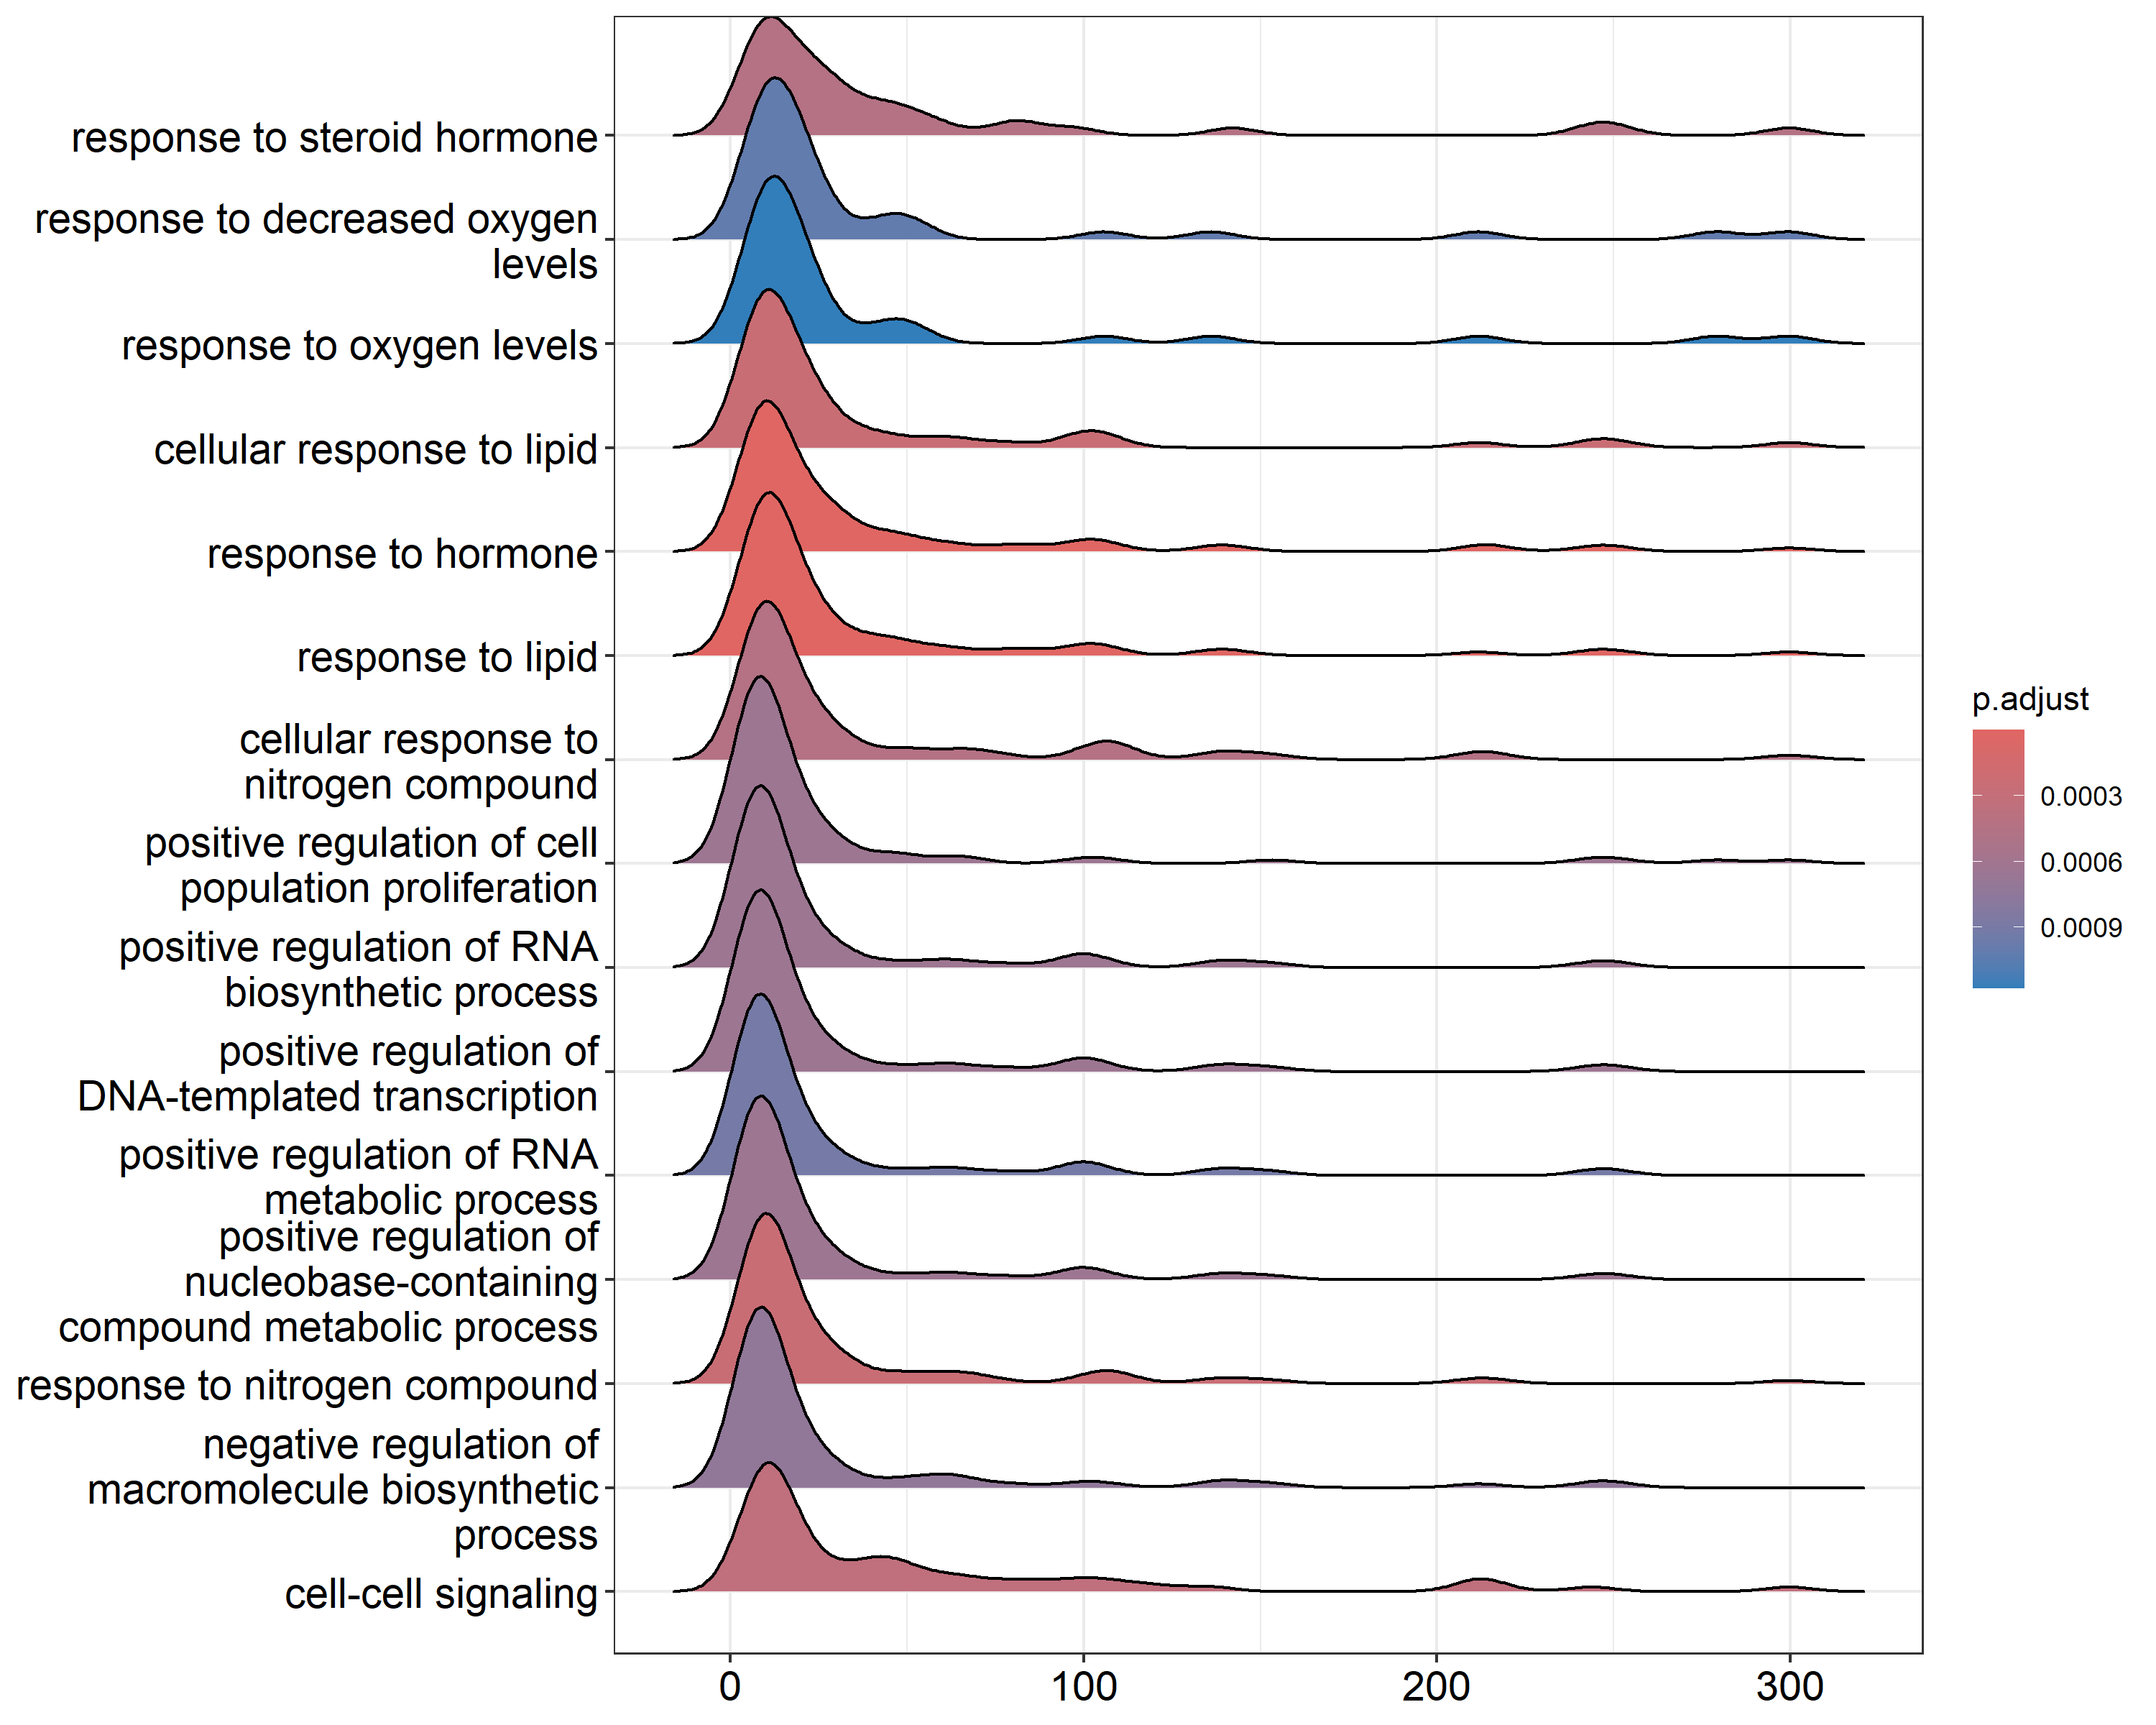 response to steroid hormone
response to decreased oxygen
levels
response to oxygen levels
cellular response to lipid
response to hormone
response to lipid
cellular response to
nitrogen compound
positive regulation of cell
population proliferation
positive regulation of RNA
biosynthetic process
positive regulation of
DNA-templated transcription
positive regulation of RNA
metabolic process
positive regulation of
nucleobase-containing
compound metabolic process
response to nitrogen compound
negative regulation of
macromolecule biosynthetic
process
cell-cell signaling
0 100 200 300
p.adjust
0.0003
0.0006
0.0009